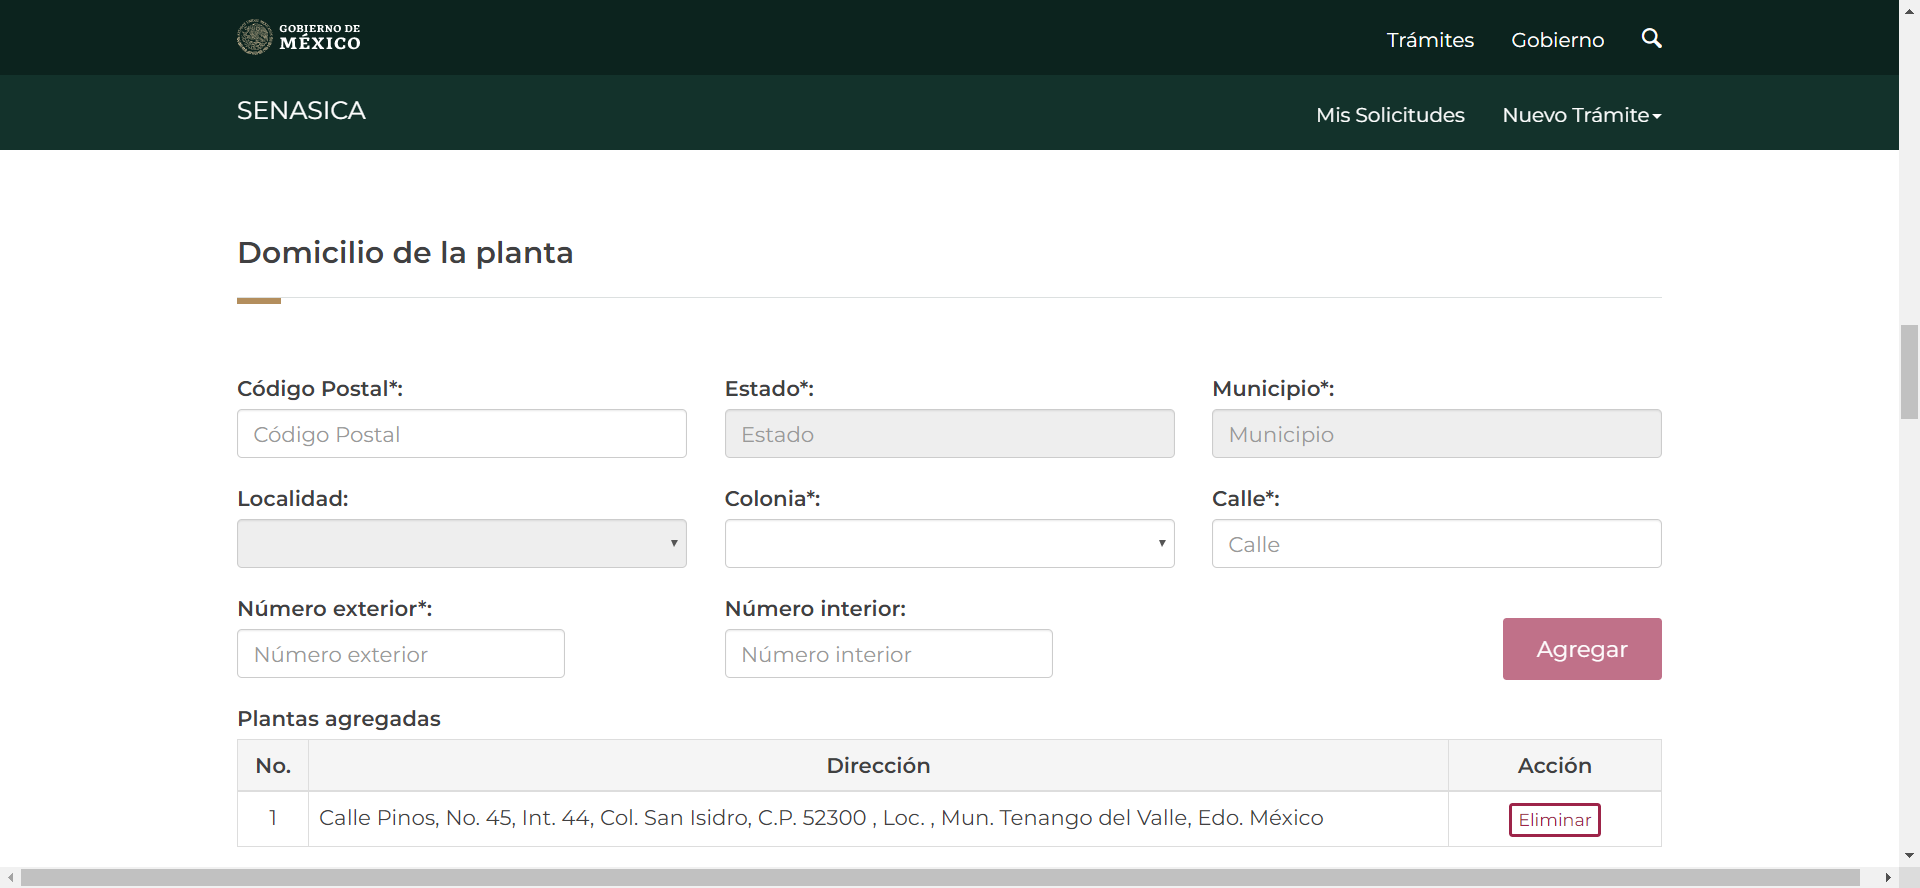 GOBIERNO DE
MÉXICO
Trámites
Gobierno
SENASICA
Mis Solicitudes
Nuevo Trámite
Domicilio de la planta
Código Postal*:
Estado*:
Municipio*:
Código Postal
Estado
Municipio
Localidad:
Colonia*:
Calle*:
Calle
Número exterior*:
Número interior:
Número exterior
Número interior
Agregar
Plantas agregadas
No.
Dirección
Acción
1
Calle Pinos, No. 45, Int. 44, Col. San Isidro, C.P. 52300 , Loc. , Mun. Tenango del Valle, Edo. México
Eliminar